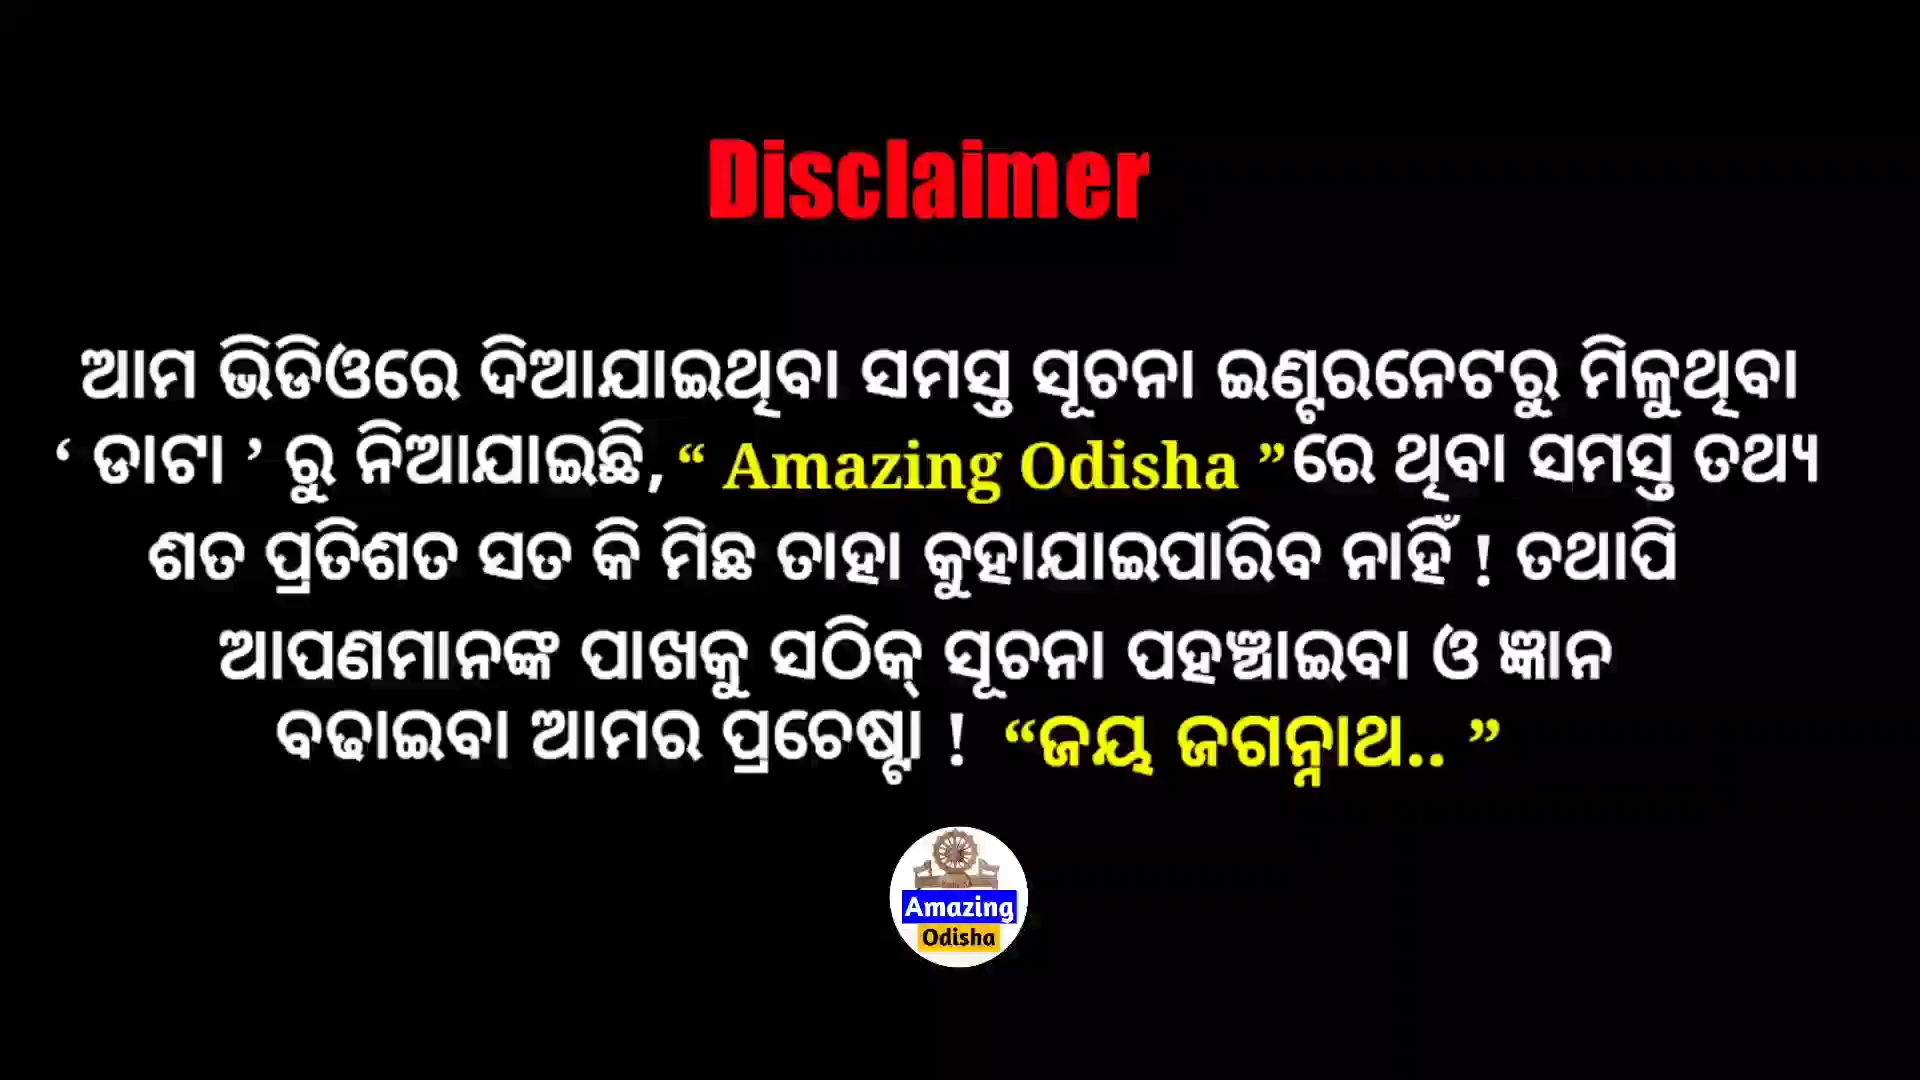 Disclaimer
ଆମ ଭିଡିଓରେ ଦିଆଯାଇଥିବା ସମସ୍ତ ସୂଚନା ଇଣ୍ଟରନେଟରୁ ମିଳୁଥିବା
‘ ଡାଟା ’ ରୁ ନିଆଯାଇଛି, “ Amazing Odisha ” ରେ ଥିବା ସମସ୍ତ ତଥ୍ୟ
ଶତ ପ୍ରତିଶତ ସତ କି ମିଛ ତାହା କୁହାଯାଇପାରିବ ନାହିଁ ! ତଥାପି
ଆପଣମାନଙ୍କ ପାଖକୁ ସଠିକ୍ ସୂଚନା ପହଞ୍ଚାଇବା ଓ ଜ୍ଞାନ
ବଢାଇବା ଆମର ପ୍ରଚେଷ୍ଟା ! “ଜୟ ଜଗନ୍ନାଥ.. ”
Amazing
Odisha